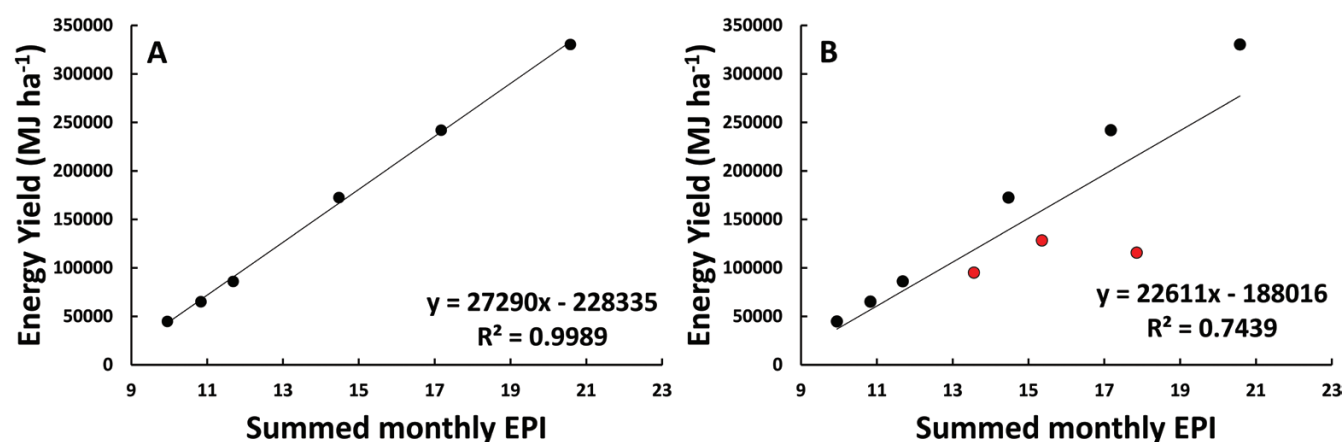 A
Energy Yield (MJ ha⁻¹)
350000
300000
250000
200000
150000
100000
50000
0
y = 27290x - 228335
R² = 0.9989
9 11 13 15 17 19 21 23
Summed monthly EPI
B
Energy Yield (MJ ha⁻¹)
350000
300000
250000
200000
150000
100000
50000
0
y = 22611x - 188016
R² = 0.7439
9 11 13 15 17 19 21 23
Summed monthly EPI